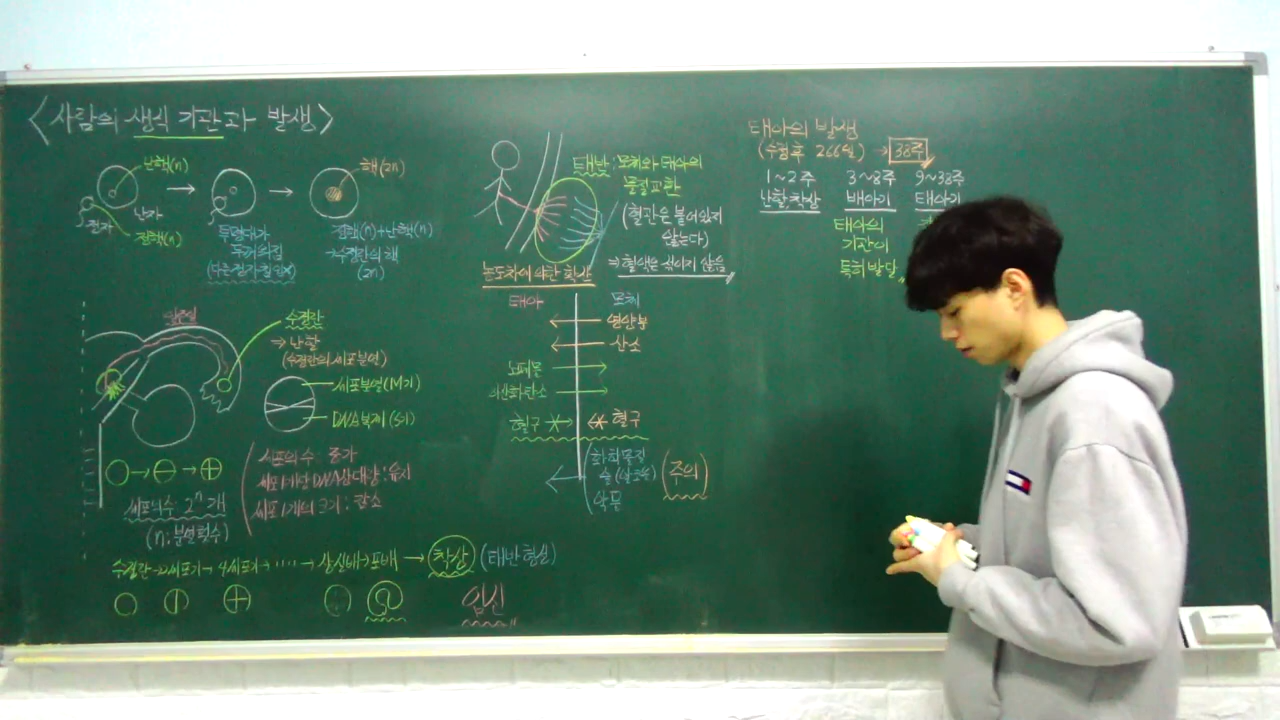 <사람의 생식 기관과 발생>
난핵(n)
난자
정자
정핵(n)
투명대가
두꺼워짐
(다른 정자 침입X)
핵(2n)
정핵(n)+난핵(n)
→수정란의 핵
(2n)
수정란
⇒ 난할
(수정란의 세포분열)
세포분열(M기)
DNA복제(S기)
세포의 수: 증가
세포 1개당 DNA상대량: 유지
세포 1개의 크기: 감소
세포의 수: 2ⁿ개
(n: 분열횟수)
수정란→2세포기→4세포기→····→상실배→포배→착상 (태반 형성)
임신
태반: 모체와 태아의
물질교환
(혈관은 붙어있지
않는다)
⇒ 혈액은 섞이지 않음
농도차에 의한 확산
태아
모체
영양분
산소
노폐물
이산화탄소
혈구
혈구
화학물질
술(알코올)
약물
(주의)
태아의 발생
(수정후 266일) → 38주
1~2주 3~8주 9~38주
난할, 착상 배아기 태아기
태아의
기관이
특히 발달